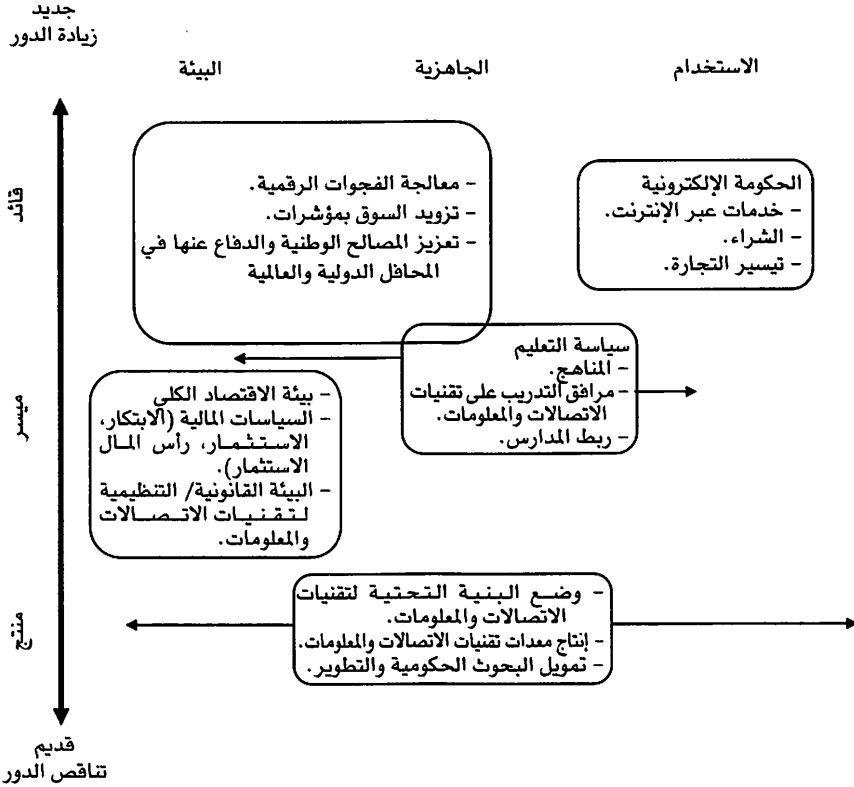 جديد
زيادة الدور
الاستخدام
الجاهزية
البيئة
قائد
الحكومة الإلكترونية
– خدمات عبر الإنترنت.
– الشراء.
– تيسير التجارة.
– معالجة الفجوات الرقمية.
– تزويد السوق بمؤشرات.
– تعزيز المصالح الوطنية والدفاع عنها في
المحافل الدولية والعالمية
ميسر
سياسة التعليم
– المناهج.
– مرافق التدريب على تقنيات
الاتصالات والمعلومات.
– ربط المدارس.
– بيئة الاقتصاد الكلي
– السياسات المالية (الابتكار،
الاستثمار، رأس المال
الاستثمار).
– البيئة القانونية/ التنظيمية
لتقنيات الاتصالات
والمعلومات.
منتج
– وضع البنية التحتية لتقنيات
الاتصالات والمعلومات.
– إنتاج معدات تقنيات الاتصالات والمعلومات.
– تمويل البحوث الحكومية والتطوير.
قديم
تناقص الدور